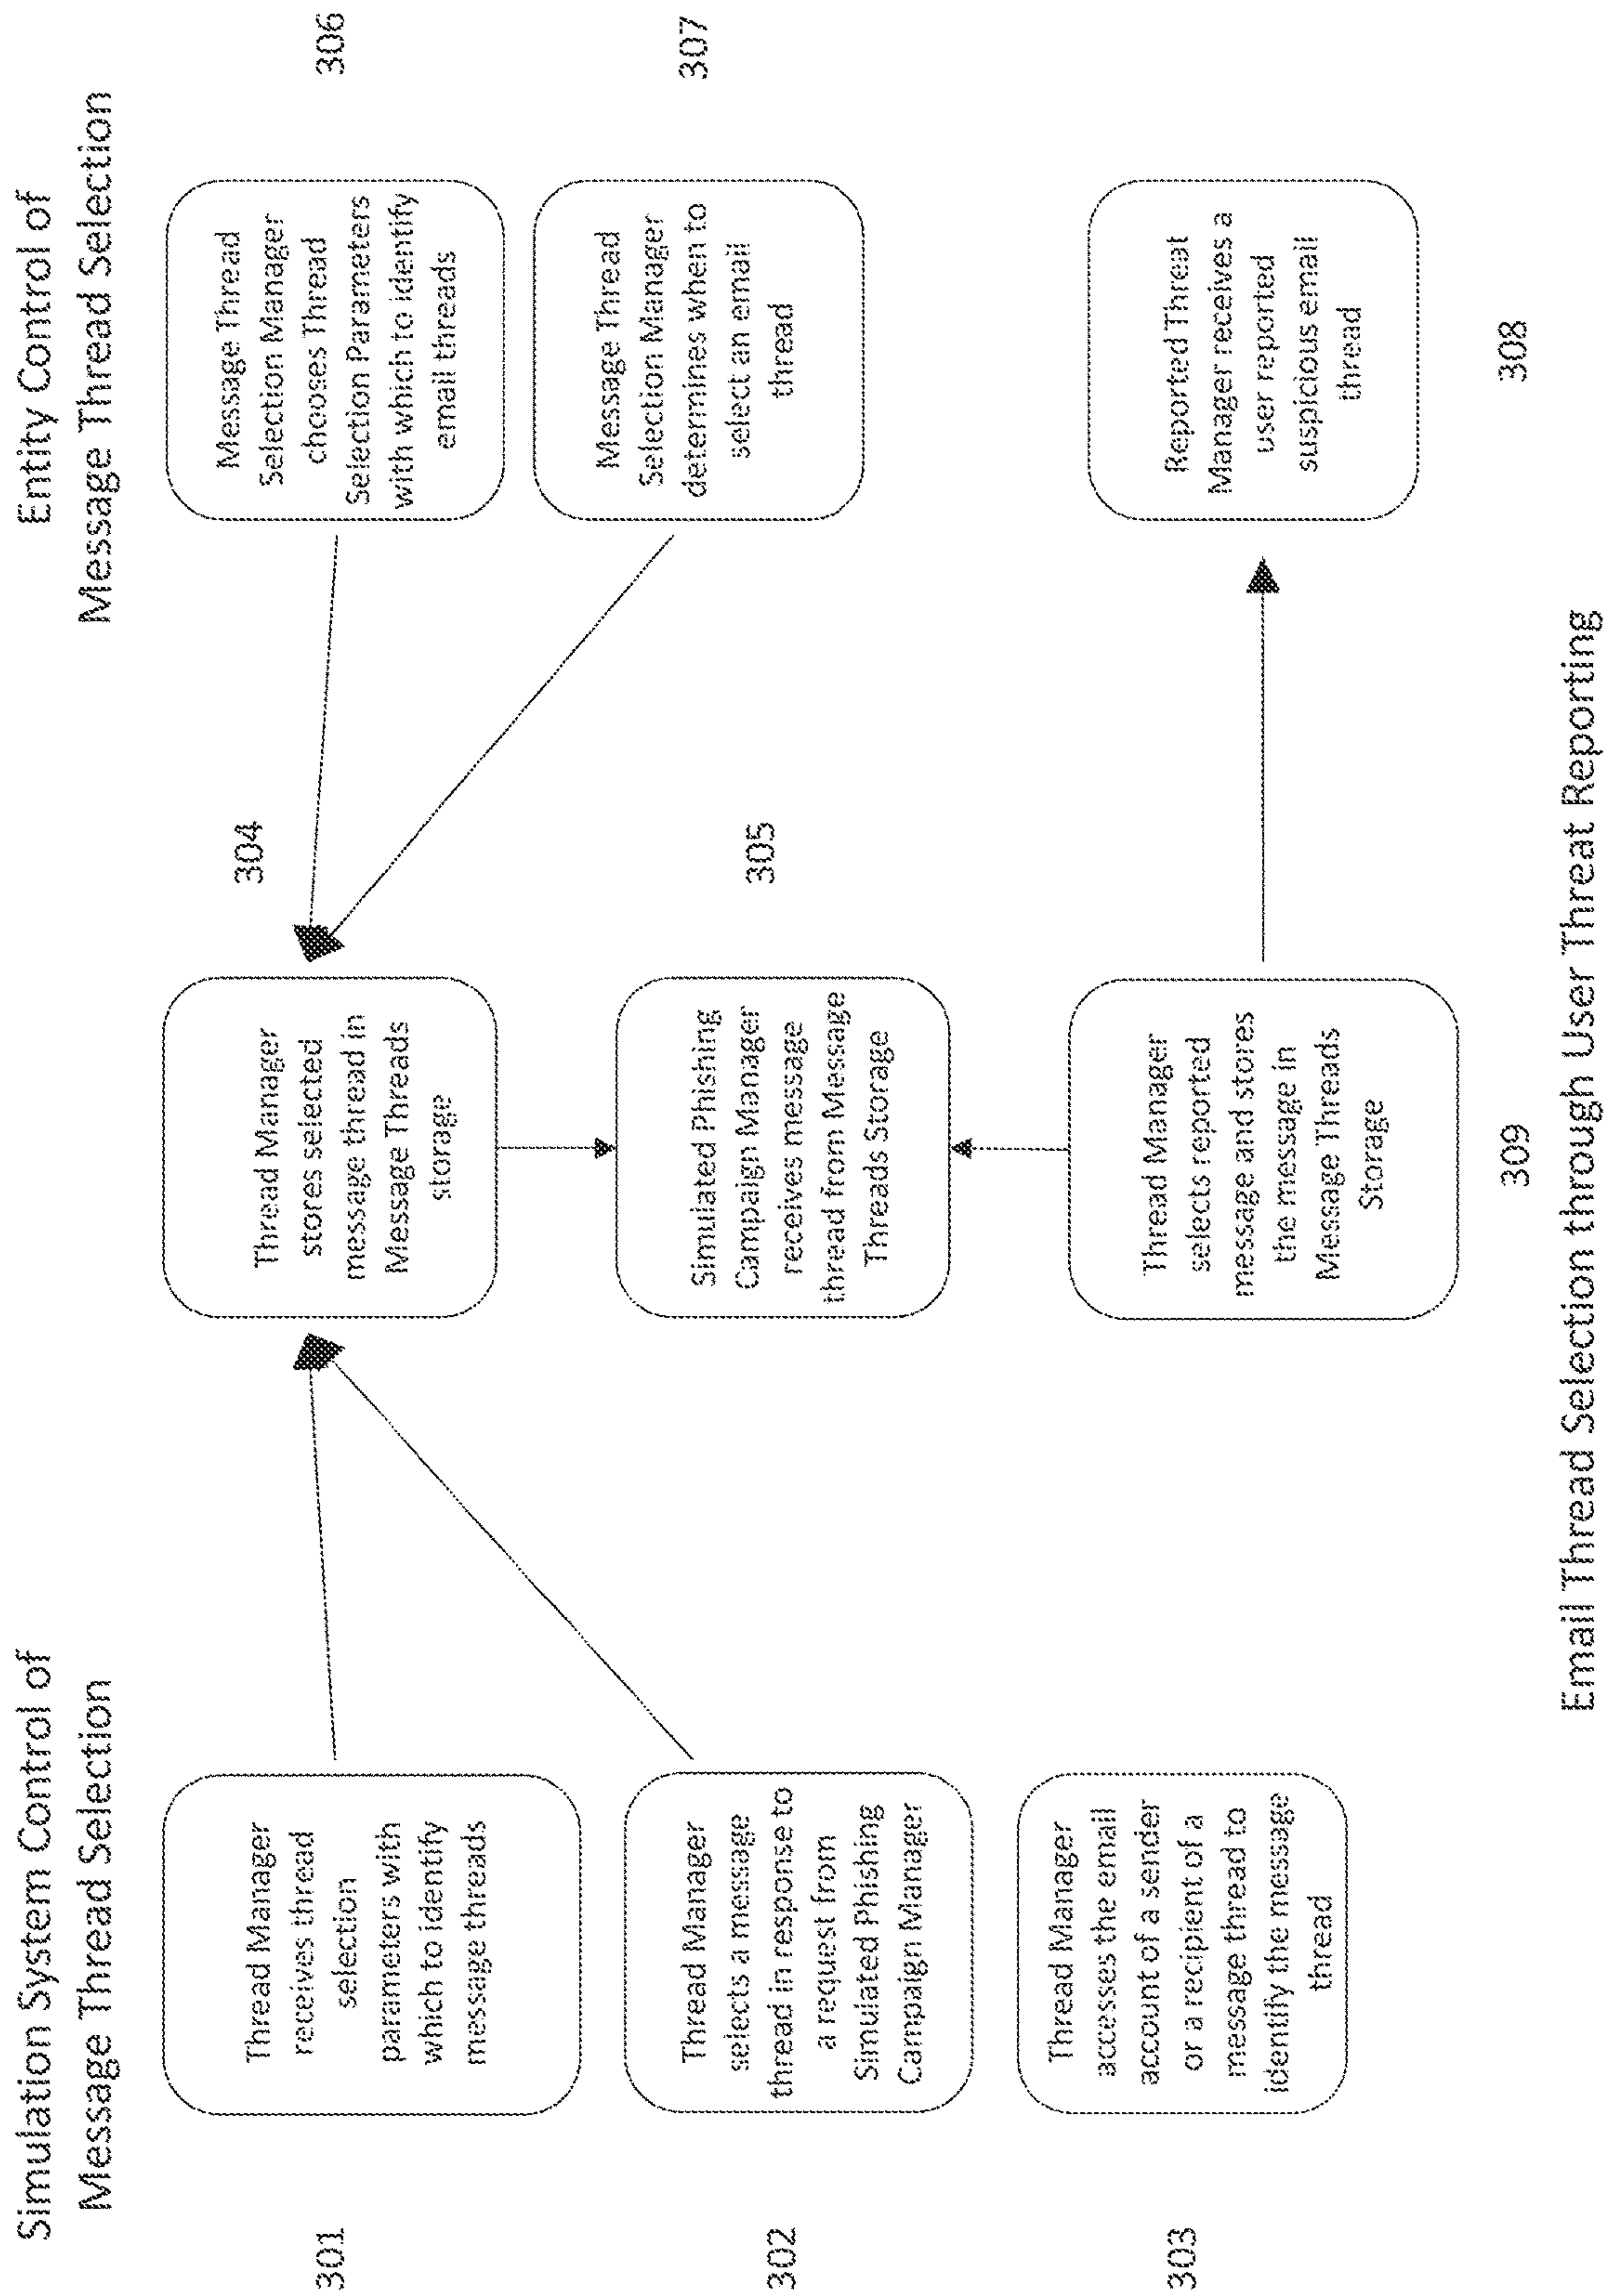 Simulation System Control of
Message Thread Selection
301
Thread Manager
receives thread
selection
parameters with
which to identify
message threads
302
Thread Manager
selects a message
thread in response to
a request from
Simulated Phishing
Campaign Manager
303
Thread Manager
accesses the email
account of a sender
or a recipient of a
message thread to
identify the message
thread
304
Thread Manager
stores selected
message thread in
Message Threads
storage
305
Simulated Phishing
Campaign Manager
receives message
thread from Message
Threads Storage
Thread Manager
selects reported
message and stores
the message in
Message Threads
Storage
309
Entity Control of
Message Thread Selection
306
Message Thread
Selection Manager
chooses Thread
Selection Parameters
with which to identify
email threads
307
Message Thread
Selection Manager
determines when to
select an email
thread
Reported Threat
Manager receives a
user reported
suspicious email
thread
308
Email Thread Selection through User Threat Reporting